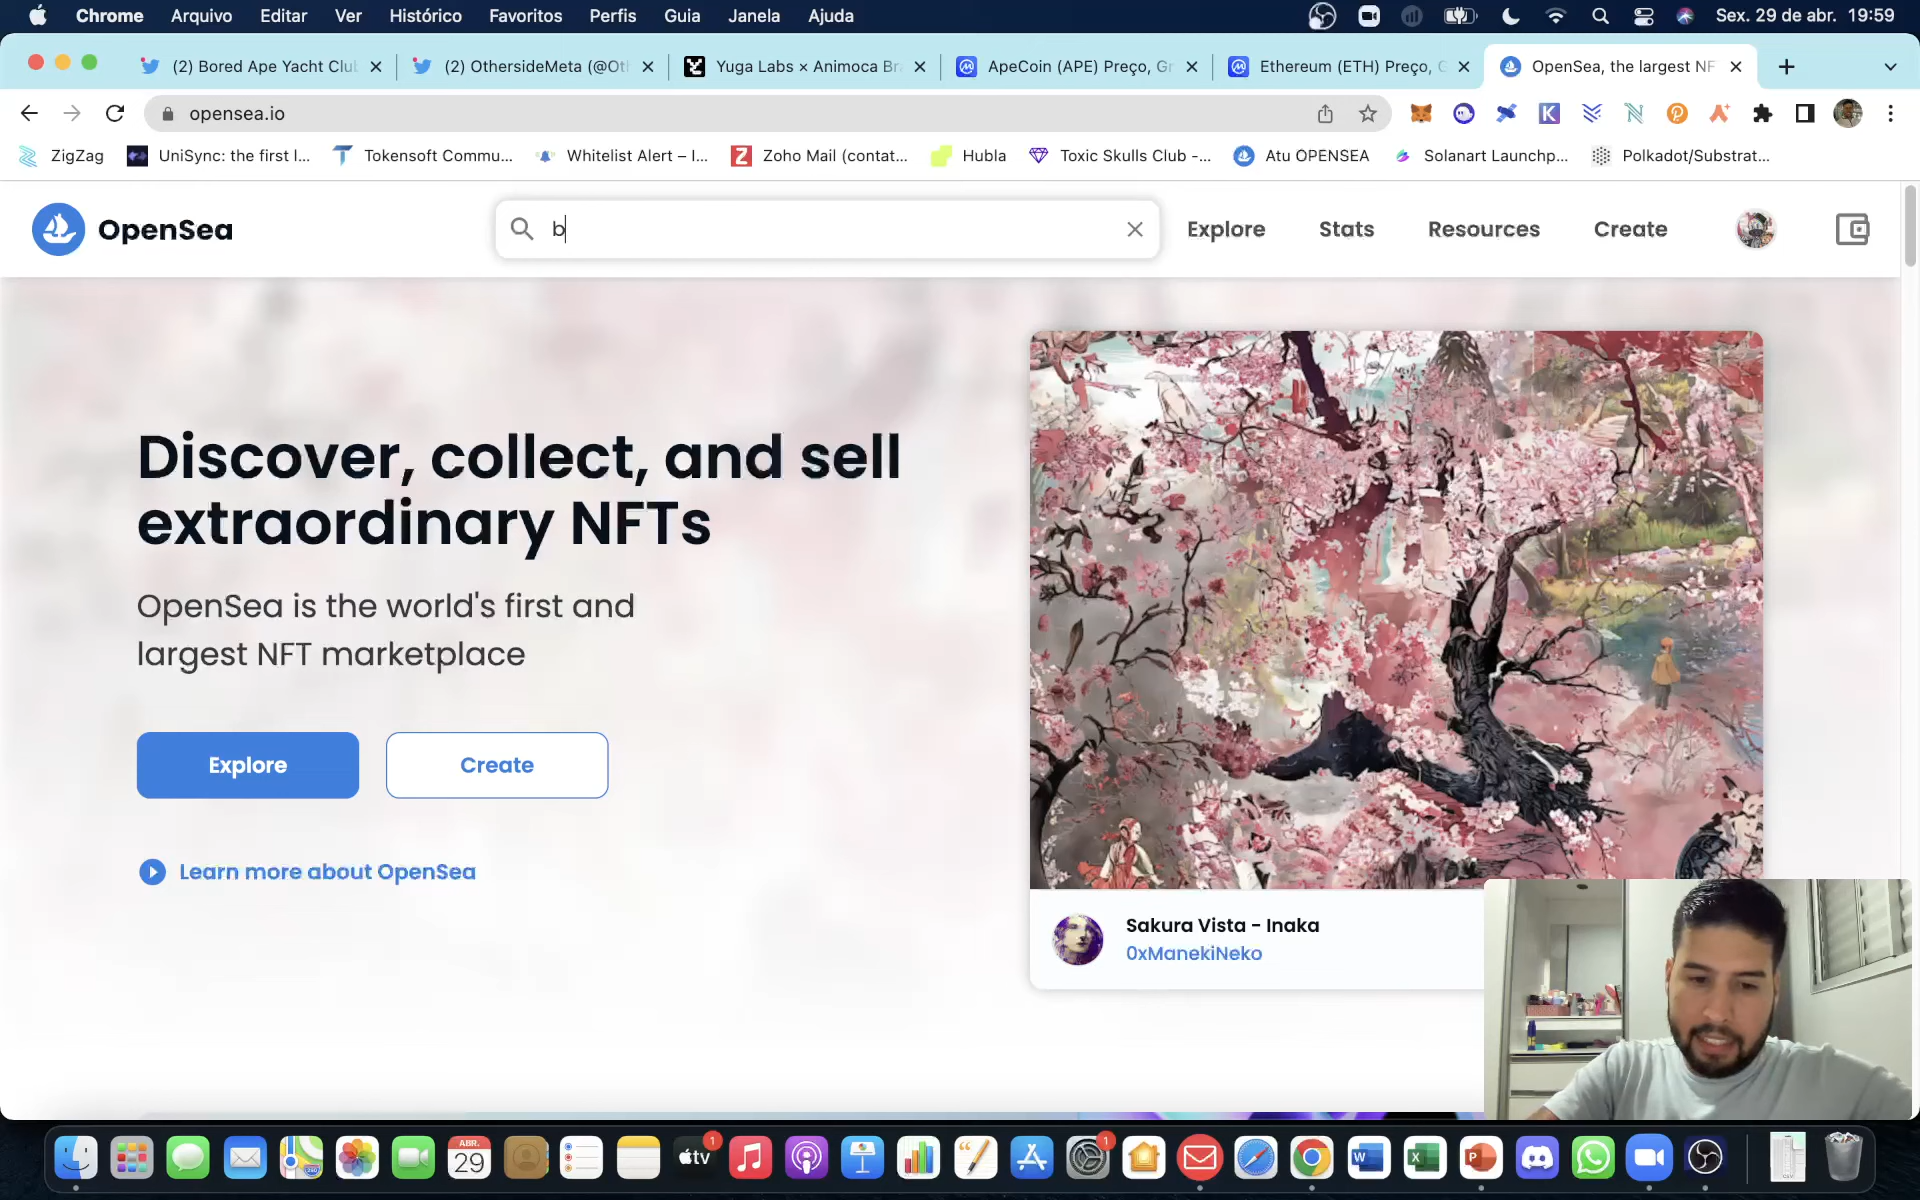 Chrome Arquivo Editar Ver Histórico Favoritos Perfis Guia Janela Ajuda Sex. 29 de abr. 19:59
(2) Bored Ape Yacht Clu (2) OthersideMeta (@Ot Yuga Labs × Animoca Br ApeCoin (APE) Preço, Gr Ethereum (ETH) Preço, G OpenSea, the largest NF
opensea.io
ZigZag UniSync: the first I... Tokensoft Commu... Whitelist Alert – I... Zoho Mail (contat... Hubla Toxic Skulls Club -... Atu OPENSEA Solanart Launchp... Polkadot/Substrat...
OpenSea b Explore Stats Resources Create
Discover, collect, and sell
extraordinary NFTs
OpenSea is the world's first and
largest NFT marketplace
Explore Create
Learn more about OpenSea
Sakura Vista - Inaka
0xManekiNeko
ABR.
29
tv
1
1